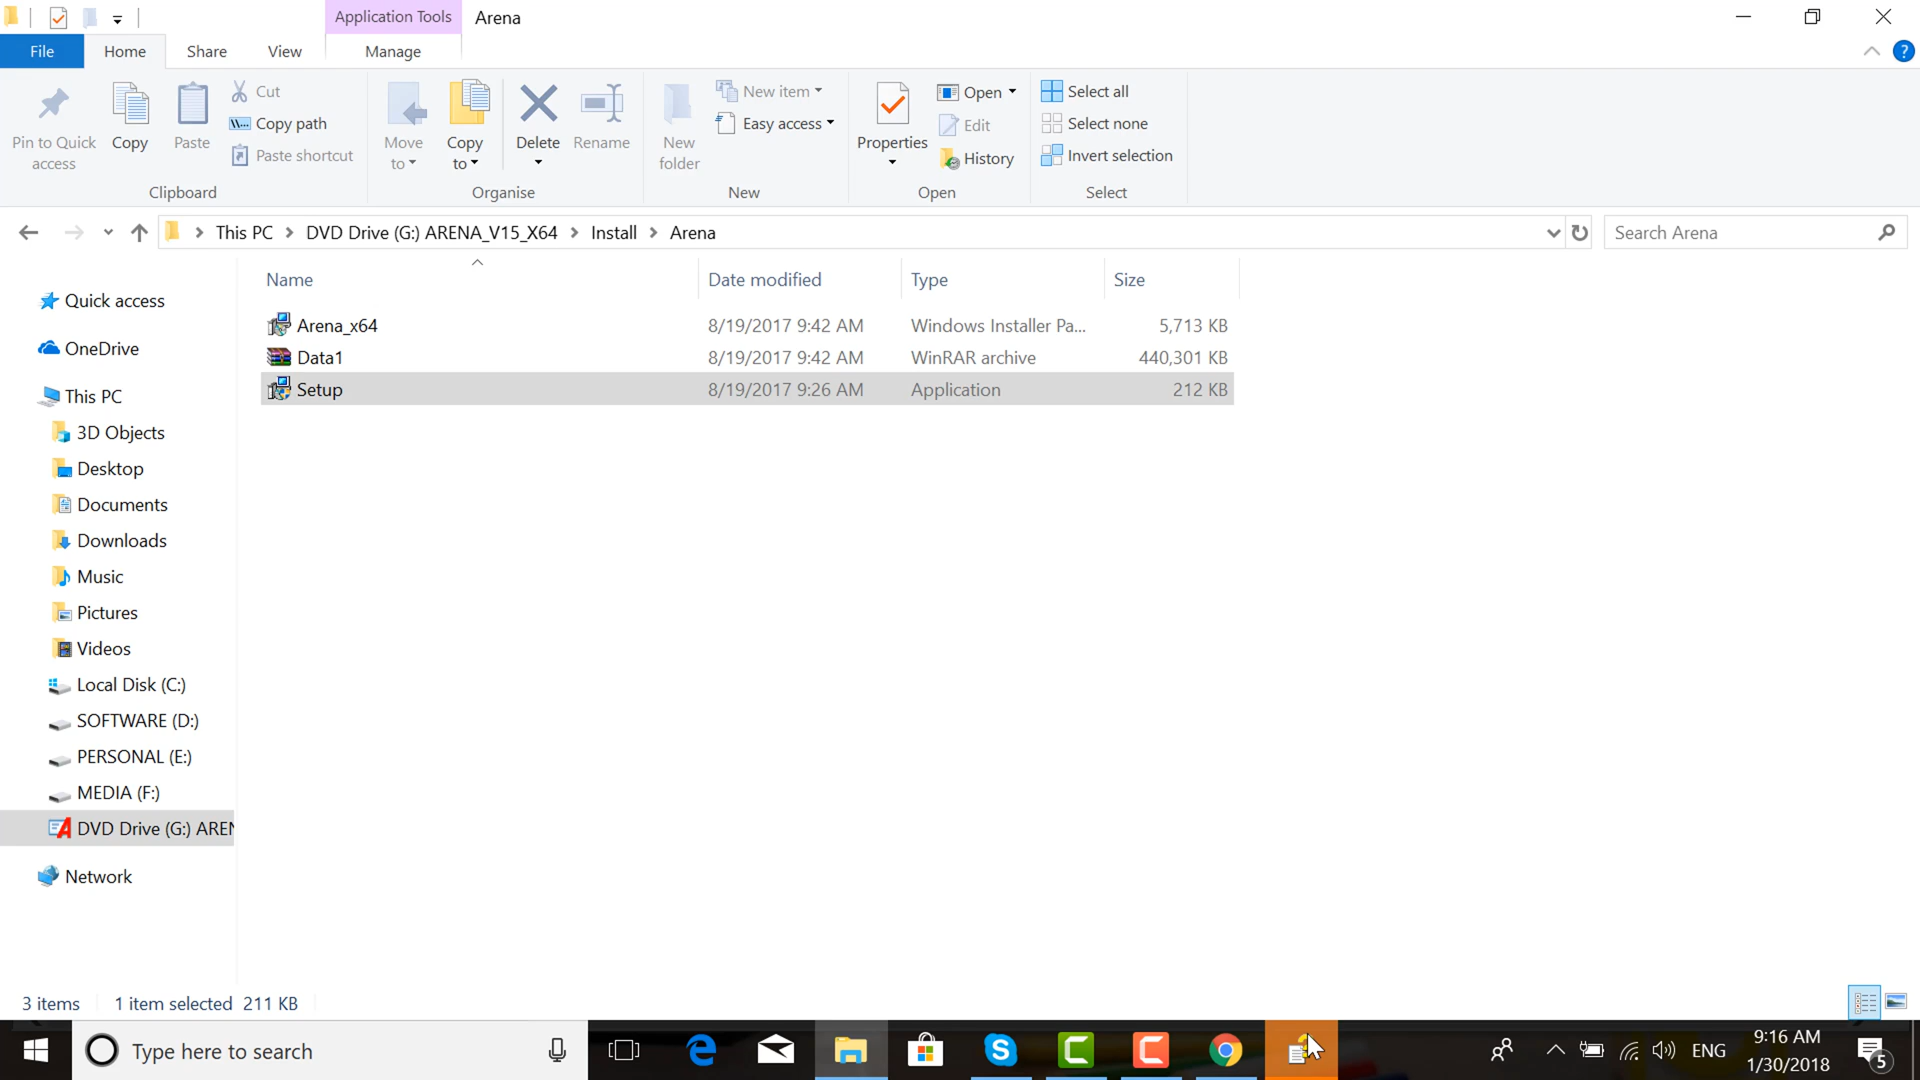 Application Tools
Arena
File
Home
Share
View
Manage
?
Pin to Quick access
Copy
Paste
Cut
Copy path
Paste shortcut
Clipboard
Move to
Copy to
Delete
Rename
Organise
New folder
New item
Easy access
New
Properties
Open
Edit
History
Open
Select all
Select none
Invert selection
Select
This PC
DVD Drive (G:) ARENA_V15_X64
Install
Arena
Search Arena
Name
Date modified
Type
Size
Arena_x64 8/19/2017 9:42 AM Windows Installer Pa... 5,713 KB
Data1 8/19/2017 9:42 AM WinRAR archive 440,301 KB
Setup 8/19/2017 9:26 AM Application 212 KB
Quick access
OneDrive
This PC
3D Objects
Desktop
Documents
Downloads
Music
Pictures
Videos
Local Disk (C:)
SOFTWARE (D:)
PERSONAL (E:)
MEDIA (F:)
DVD Drive (G:) AREN
Network
3 items
1 item selected 211 KB
Type here to search
ENG
9:16 AM
1/30/2018
5